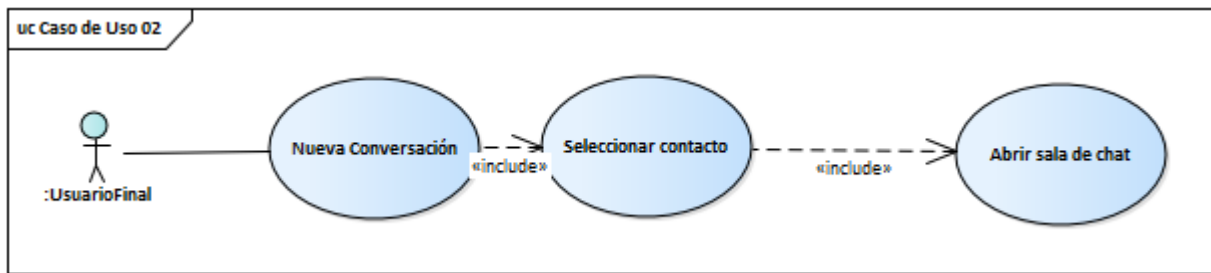 uc Caso de Uso 02
Nueva Conversación
Seleccionar contacto
Abrir sala de chat
«include»
«include»
:UsuarioFinal